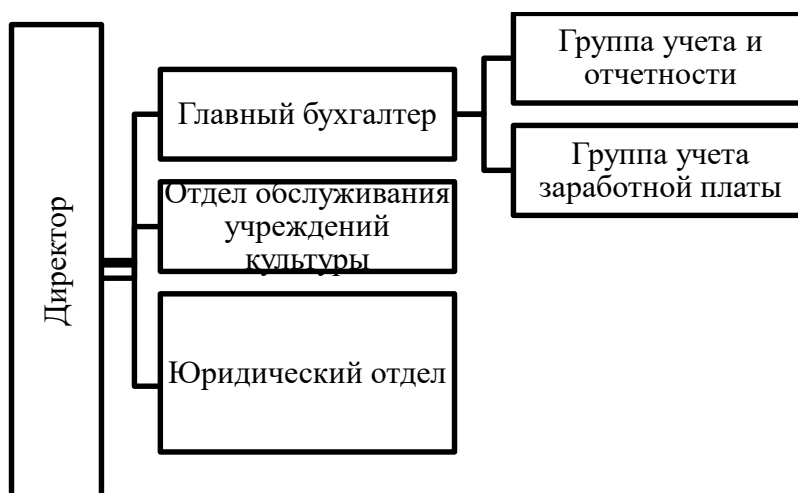 Директор
Главный бухгалтер
Отдел обслуживания
учреждений
культуры
Юридический отдел
Группа учета и
отчетности
Группа учета
заработной платы